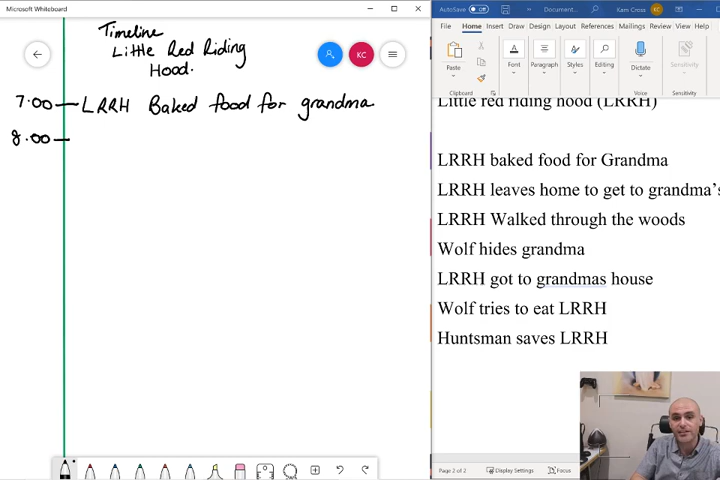 Microsoft Whiteboard
Timeline
Little Red Riding
Hood.
KC
7:00 LRRH Baked food for grandma
8:00
AutoSave Off
Document...
Kam Cross KC
File Home Insert Draw Design Layout References Mailings Review View Help
Paste
Font
Paragraph
Styles
Editing
Dictate
Sensitivity
Clipboard
Voice
Sensitivity
Little red riding hood (LRRH)
LRRH baked food for Grandma
LRRH leaves home to get to grandma's
LRRH Walked through the woods
Wolf hides grandma
LRRH got to grandmas house
Wolf tries to eat LRRH
Huntsman saves LRRH
Page 2 of 2
Display Settings
Focus